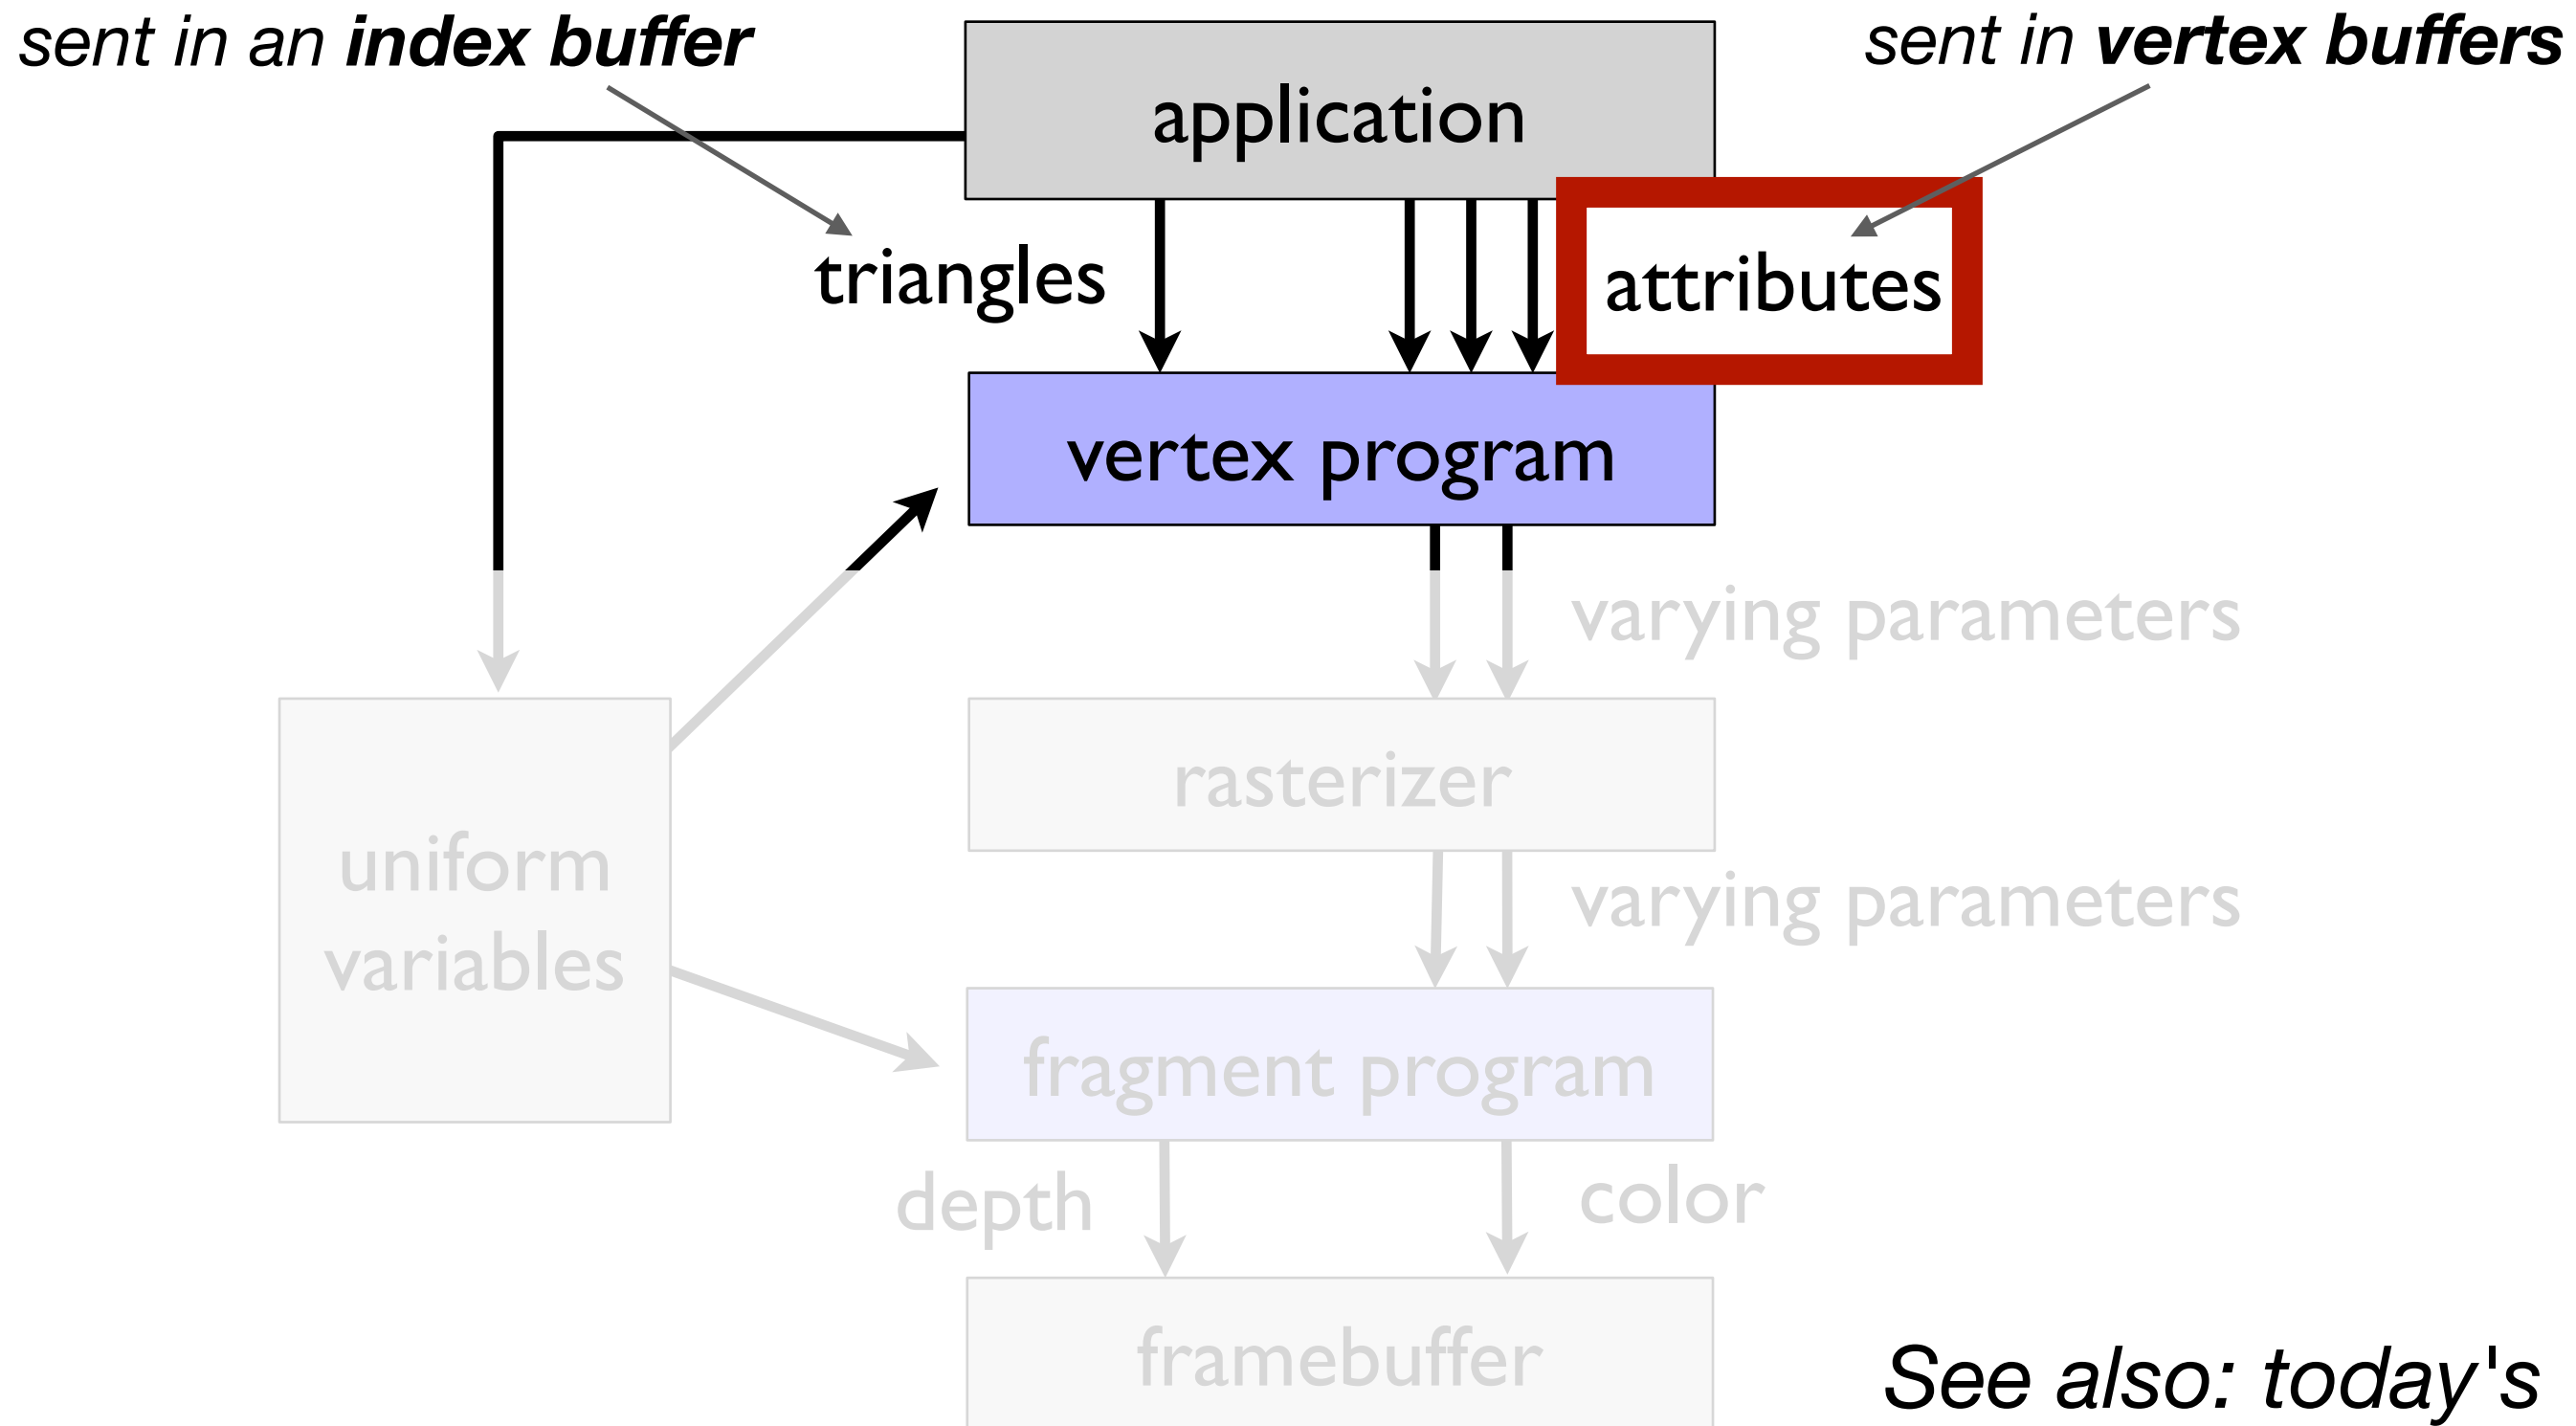 sent in an index buffer
sent in vertex buffers
application
triangles
attributes
vertex program
varying parameters
rasterizer
uniform
variables
varying parameters
fragment program
depth
color
framebuffer
See also: today's